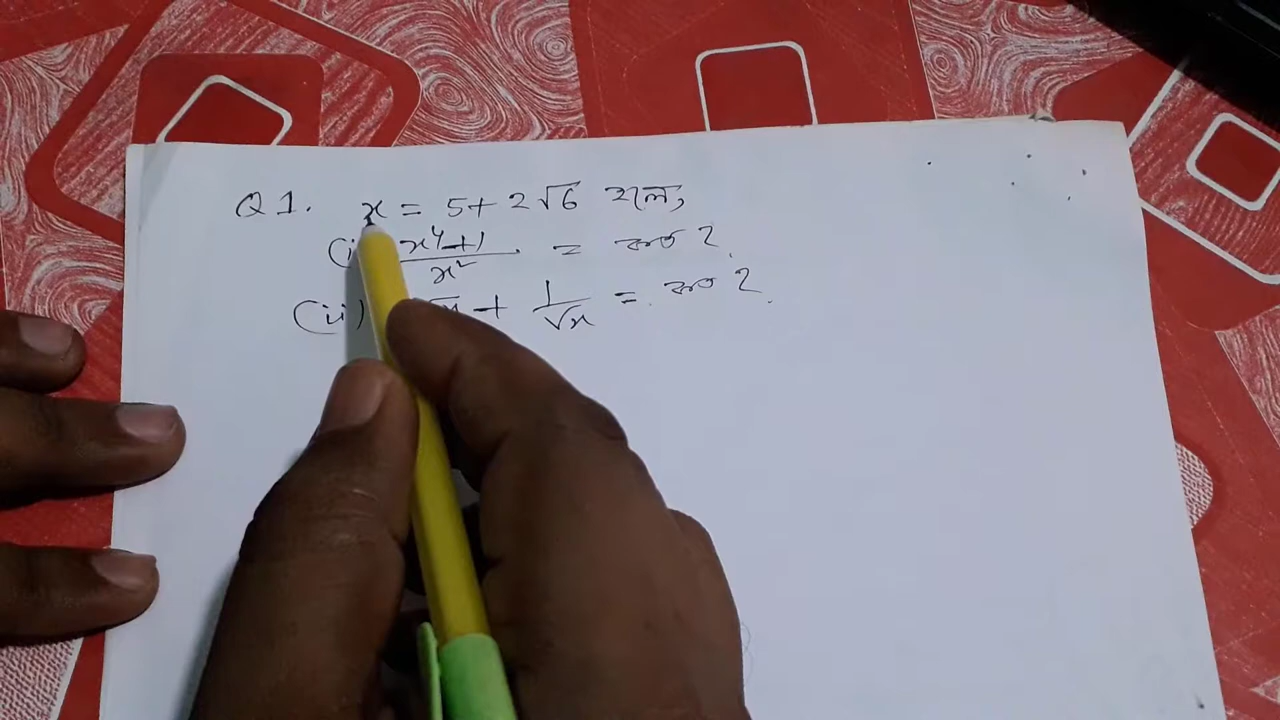 Q 1. x = 5 + 2√6 হলে,
(i) (x⁴+1)/x² = কত ?
(ii) √x + 1/√x = কত ?